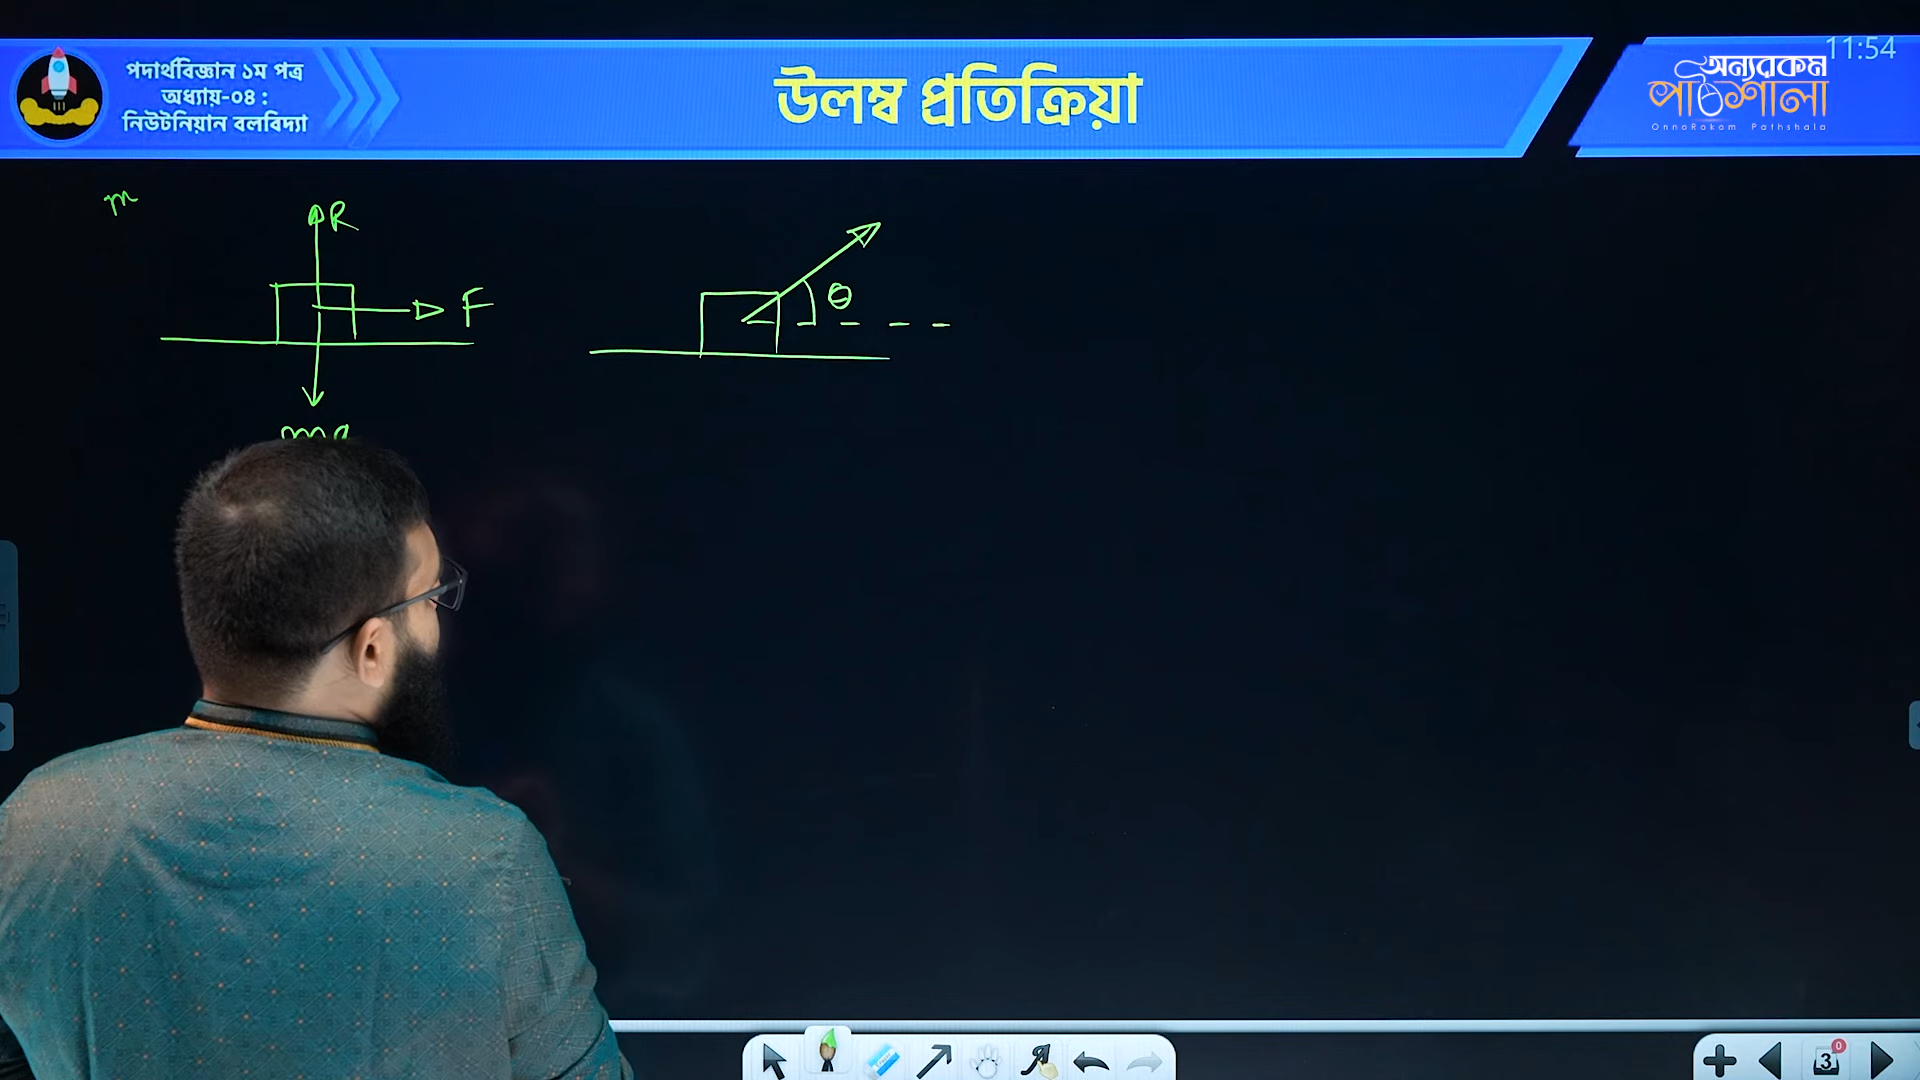 11:54
পদার্থবিজ্ঞান ১ম পত্র
অধ্যায়-০৪ :
নিউটনিয়ান বলবিদ্যা
উলম্ব প্রতিক্রিয়া
অন্যরকম
পাঠশালা
OnnoRokom Pathshala
m
R
F
θ
mg
3
0